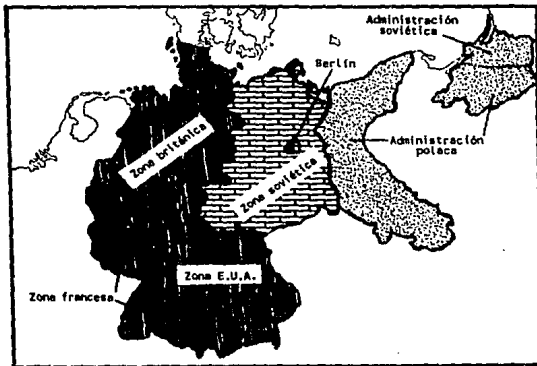 Administración
soviética
Berlín
Zona británica
Administración
polaca
Zona soviética
Zona E.U.A.
Zona francesa